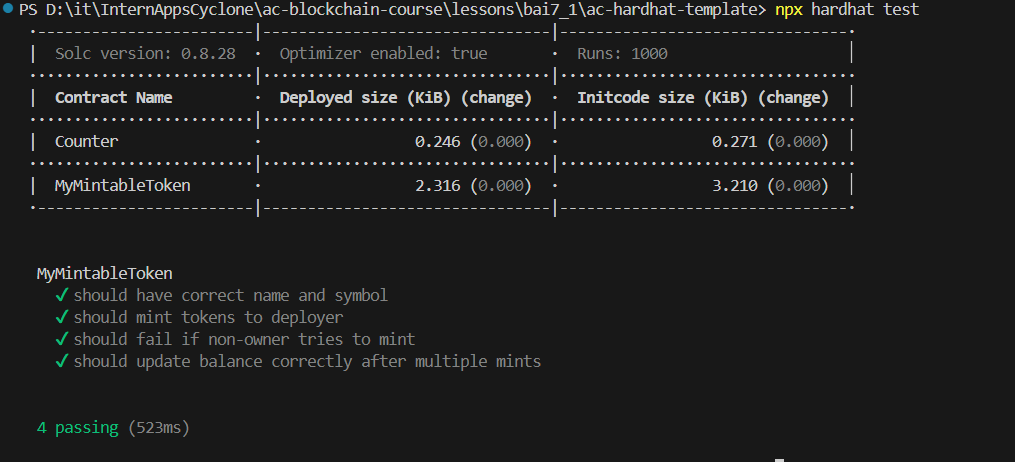 PS D:\it\InternAppsCyclone\ac-blockchain-course\lessons\bai7_1\ac-hardhat-template> npx hardhat test
Solc version: 0.8.28 · Optimizer enabled: true · Runs: 1000
Contract Name · Deployed size (KiB) (change) · Initcode size (KiB) (change)
Counter · 0.246 (0.000) · 0.271 (0.000)
MyMintableToken · 2.316 (0.000) · 3.210 (0.000)
MyMintableToken
✓ should have correct name and symbol
✓ should mint tokens to deployer
✓ should fail if non-owner tries to mint
✓ should update balance correctly after multiple mints
4 passing (523ms)